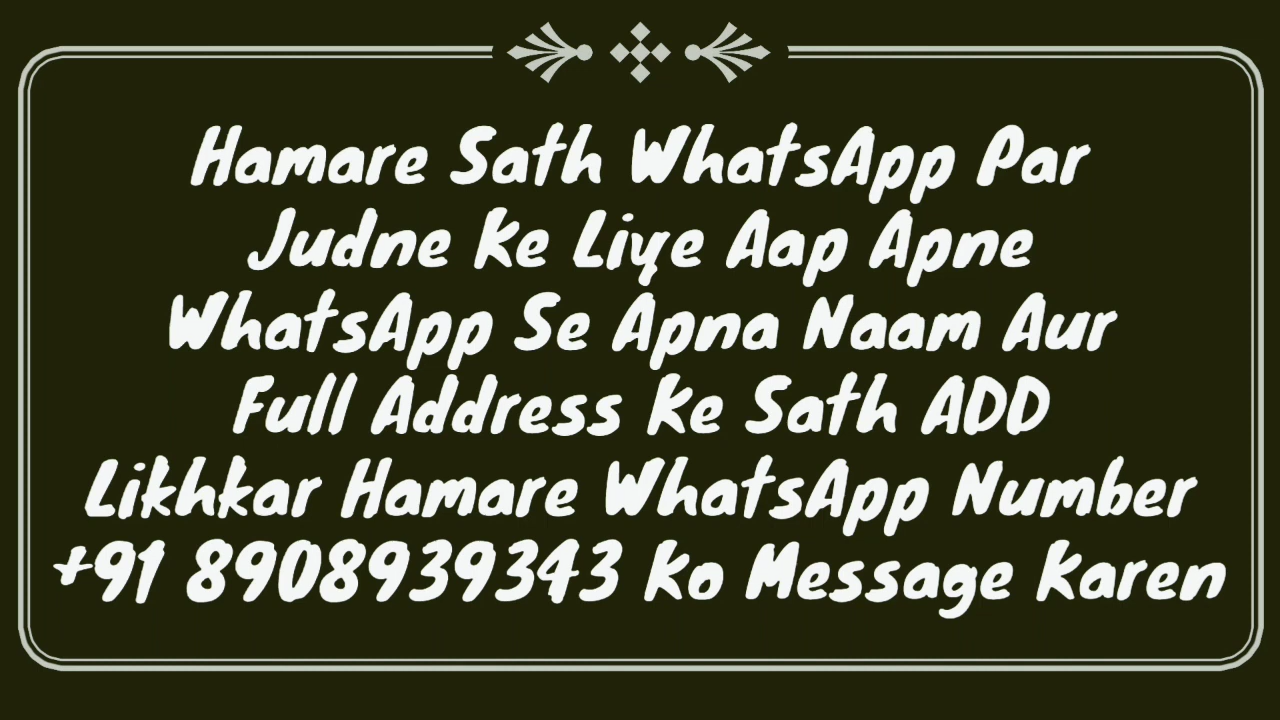 Hamare Sath WhatsApp Par
Judne Ke Liye Aap Apne
WhatsApp Se Apna Naam Aur
Full Address Ke Sath ADD
Likhkar Hamare WhatsApp Number
+91 8908939343 Ko Message Karen